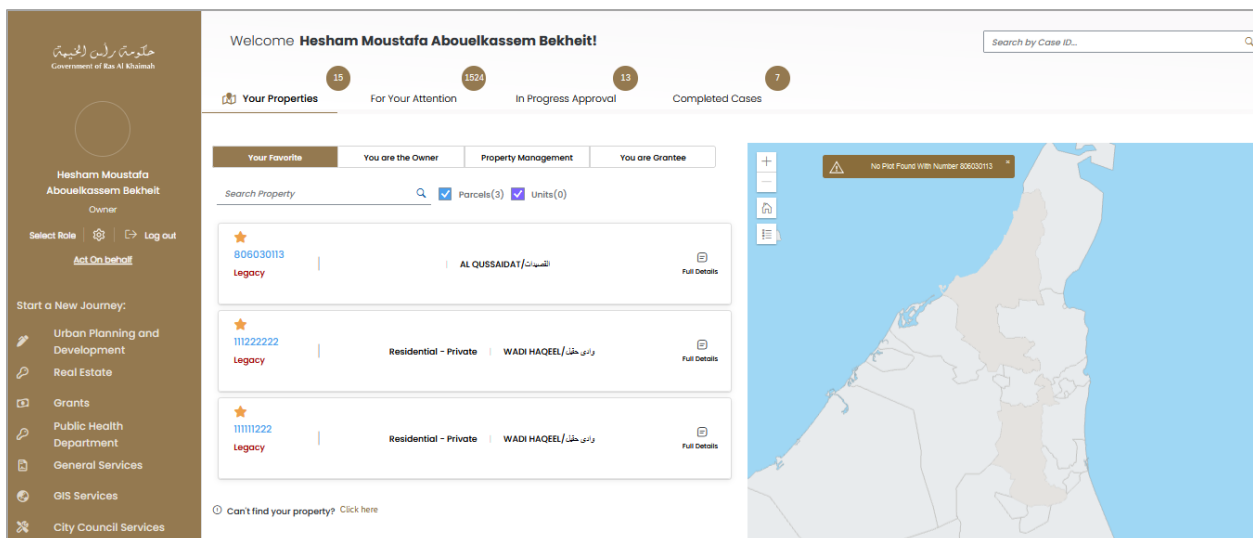 حكومة رأس الخيمة
Government of Ras Al Khaimah
Hesham Moustafa
Abouelkassem Bekheit
Owner
Select Role
Log out
Act On behalf
Start a New Journey:
Urban Planning and
Development
Real Estate
Grants
Public Health
Department
General Services
GIS Services
City Council Services
Welcome Hesham Moustafa Abouelkassem Bekheit!
Search by Case ID...
Your Properties 15
For Your Attention 1524
In Progress Approval 13
Completed Cases 7
Your Favorite
You are the Owner
Property Management
You are Grantee
Search Property
Parcels(3)
Units(0)
806030113
Legacy
AL QUSSAIDAT/القصيدات
Full Details
111222222
Legacy
Residential - Private | WADI HAQEEL/وادي حقيل
Full Details
111111222
Legacy
Residential - Private | WADI HAQEEL/وادي حقيل
Full Details
Can't find your property? Click here
No Plot Found With Number 806030113 ×